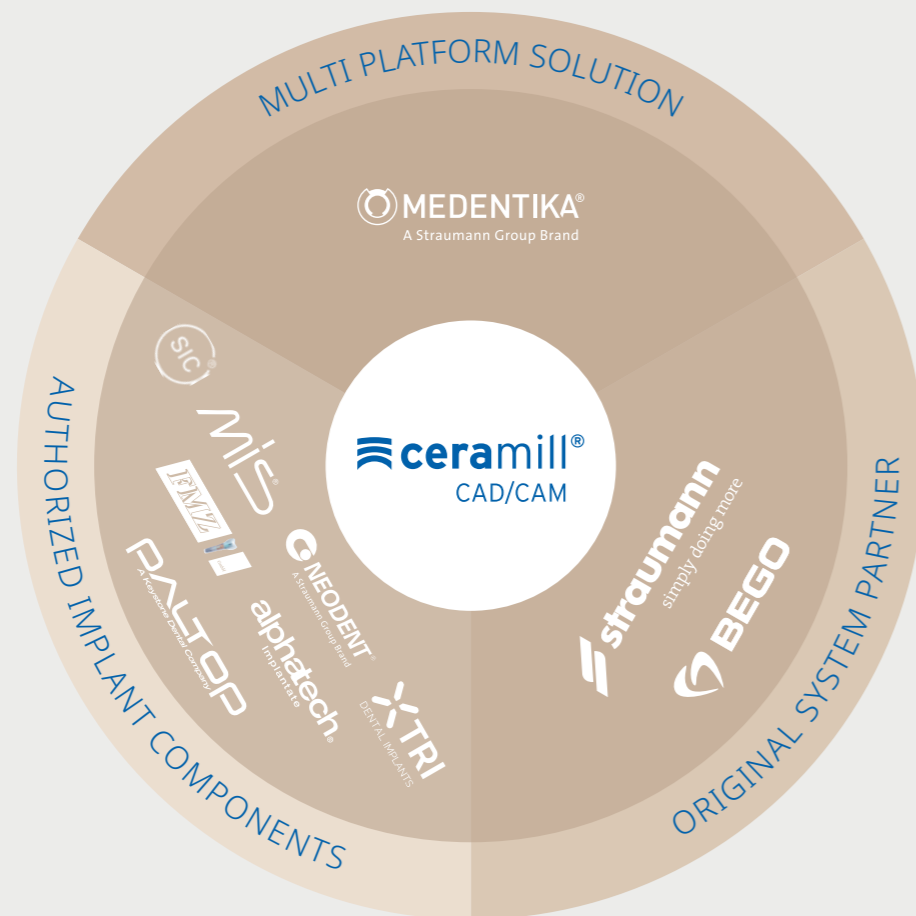 MULTI PLATFORM SOLUTION
MEDENTIKA®
A Straumann Group Brand
ceramill®
CAD/CAM
SIC®
MIS®
FMZ
NEODENT®
A Straumann Group Brand
PALTOP
A Keystone Dental Company
alphatech®
Implantate
TRI
DENTAL IMPLANTS
AUTHORIZED IMPLANT COMPONENTS
straumann
simply doing more
BEGO
ORIGINAL SYSTEM PARTNER